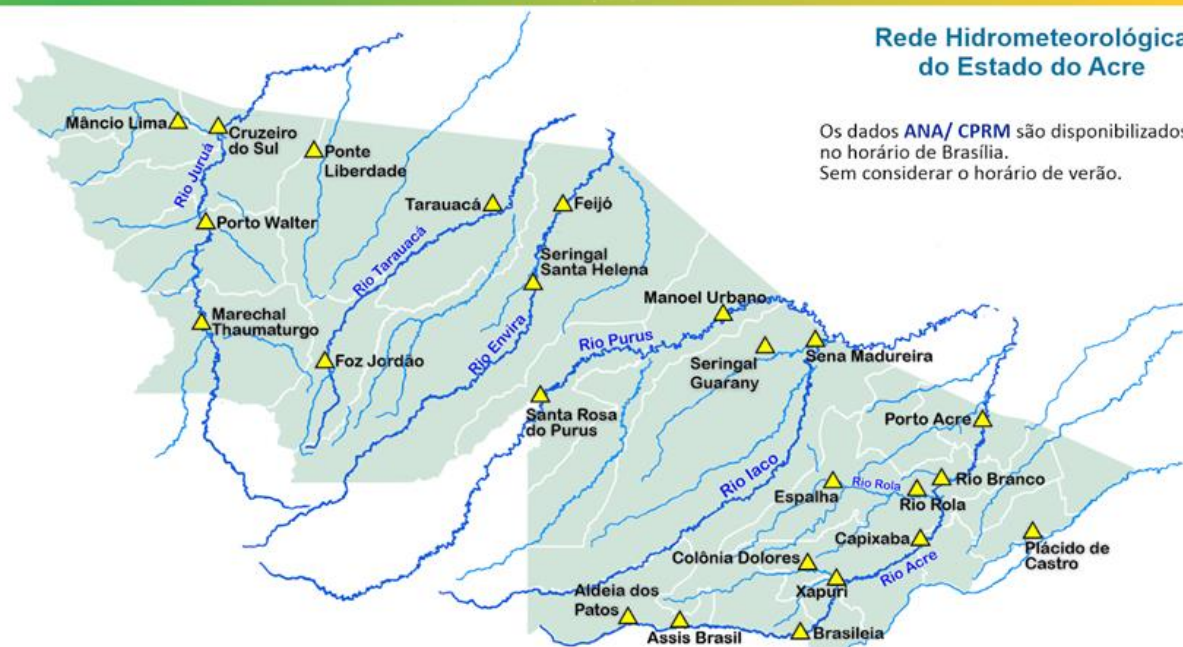 Rede Hidrometeorológica
do Estado do Acre
Os dados ANA/ CPRM são disponibilizados
no horário de Brasília.
Sem considerar o horário de verão.
Mâncio Lima
Cruzeiro
do Sul
Ponte
Liberdade
Rio Juruá
Porto Walter
Tarauacá
Feijó
Rio Tarauacá
Seringal
Santa Helena
Marechal
Thaumaturgo
Foz Jordão
Rio Envira
Manoel Urbano
Rio Purus
Seringal
Guarany
Sena Madureira
Santa Rosa
do Purus
Porto Acre
Rio Iaco
Espalha
Rio Rola
Rio Rola
Rio Branco
Capixaba
Plácido de
Castro
Colônia Dolores
Xapuri
Rio Acre
Aldeia dos
Patos
Assis Brasil
Brasileia